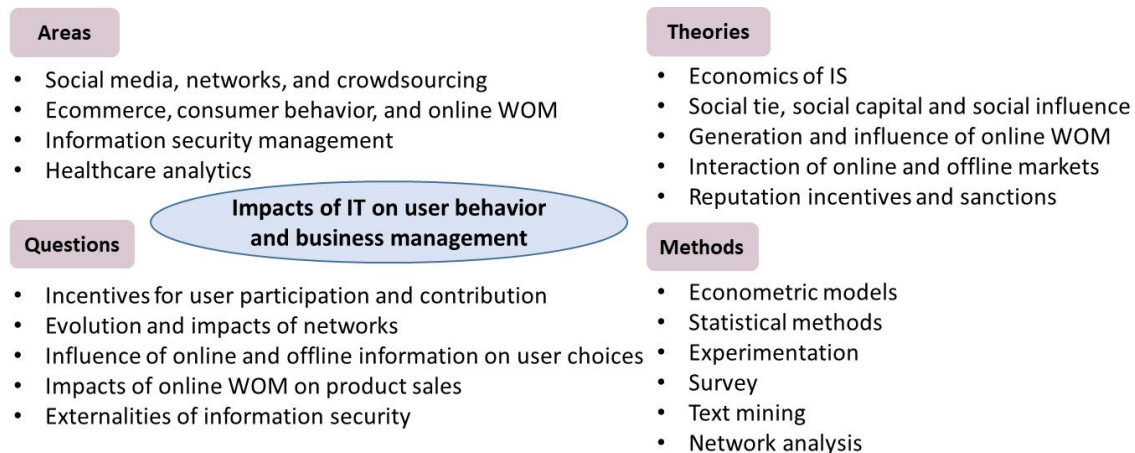 Areas
• Social media, networks, and crowdsourcing
• Ecommerce, consumer behavior, and online WOM
• Information security management
• Healthcare analytics
Theories
• Economics of IS
• Social tie, social capital and social influence
• Generation and influence of online WOM
• Interaction of online and offline markets
• Reputation incentives and sanctions
Impacts of IT on user behavior
and business management
Questions
• Incentives for user participation and contribution
• Evolution and impacts of networks
• Influence of online and offline information on user choices
• Impacts of online WOM on product sales
• Externalities of information security
Methods
• Econometric models
• Statistical methods
• Experimentation
• Survey
• Text mining
• Network analysis